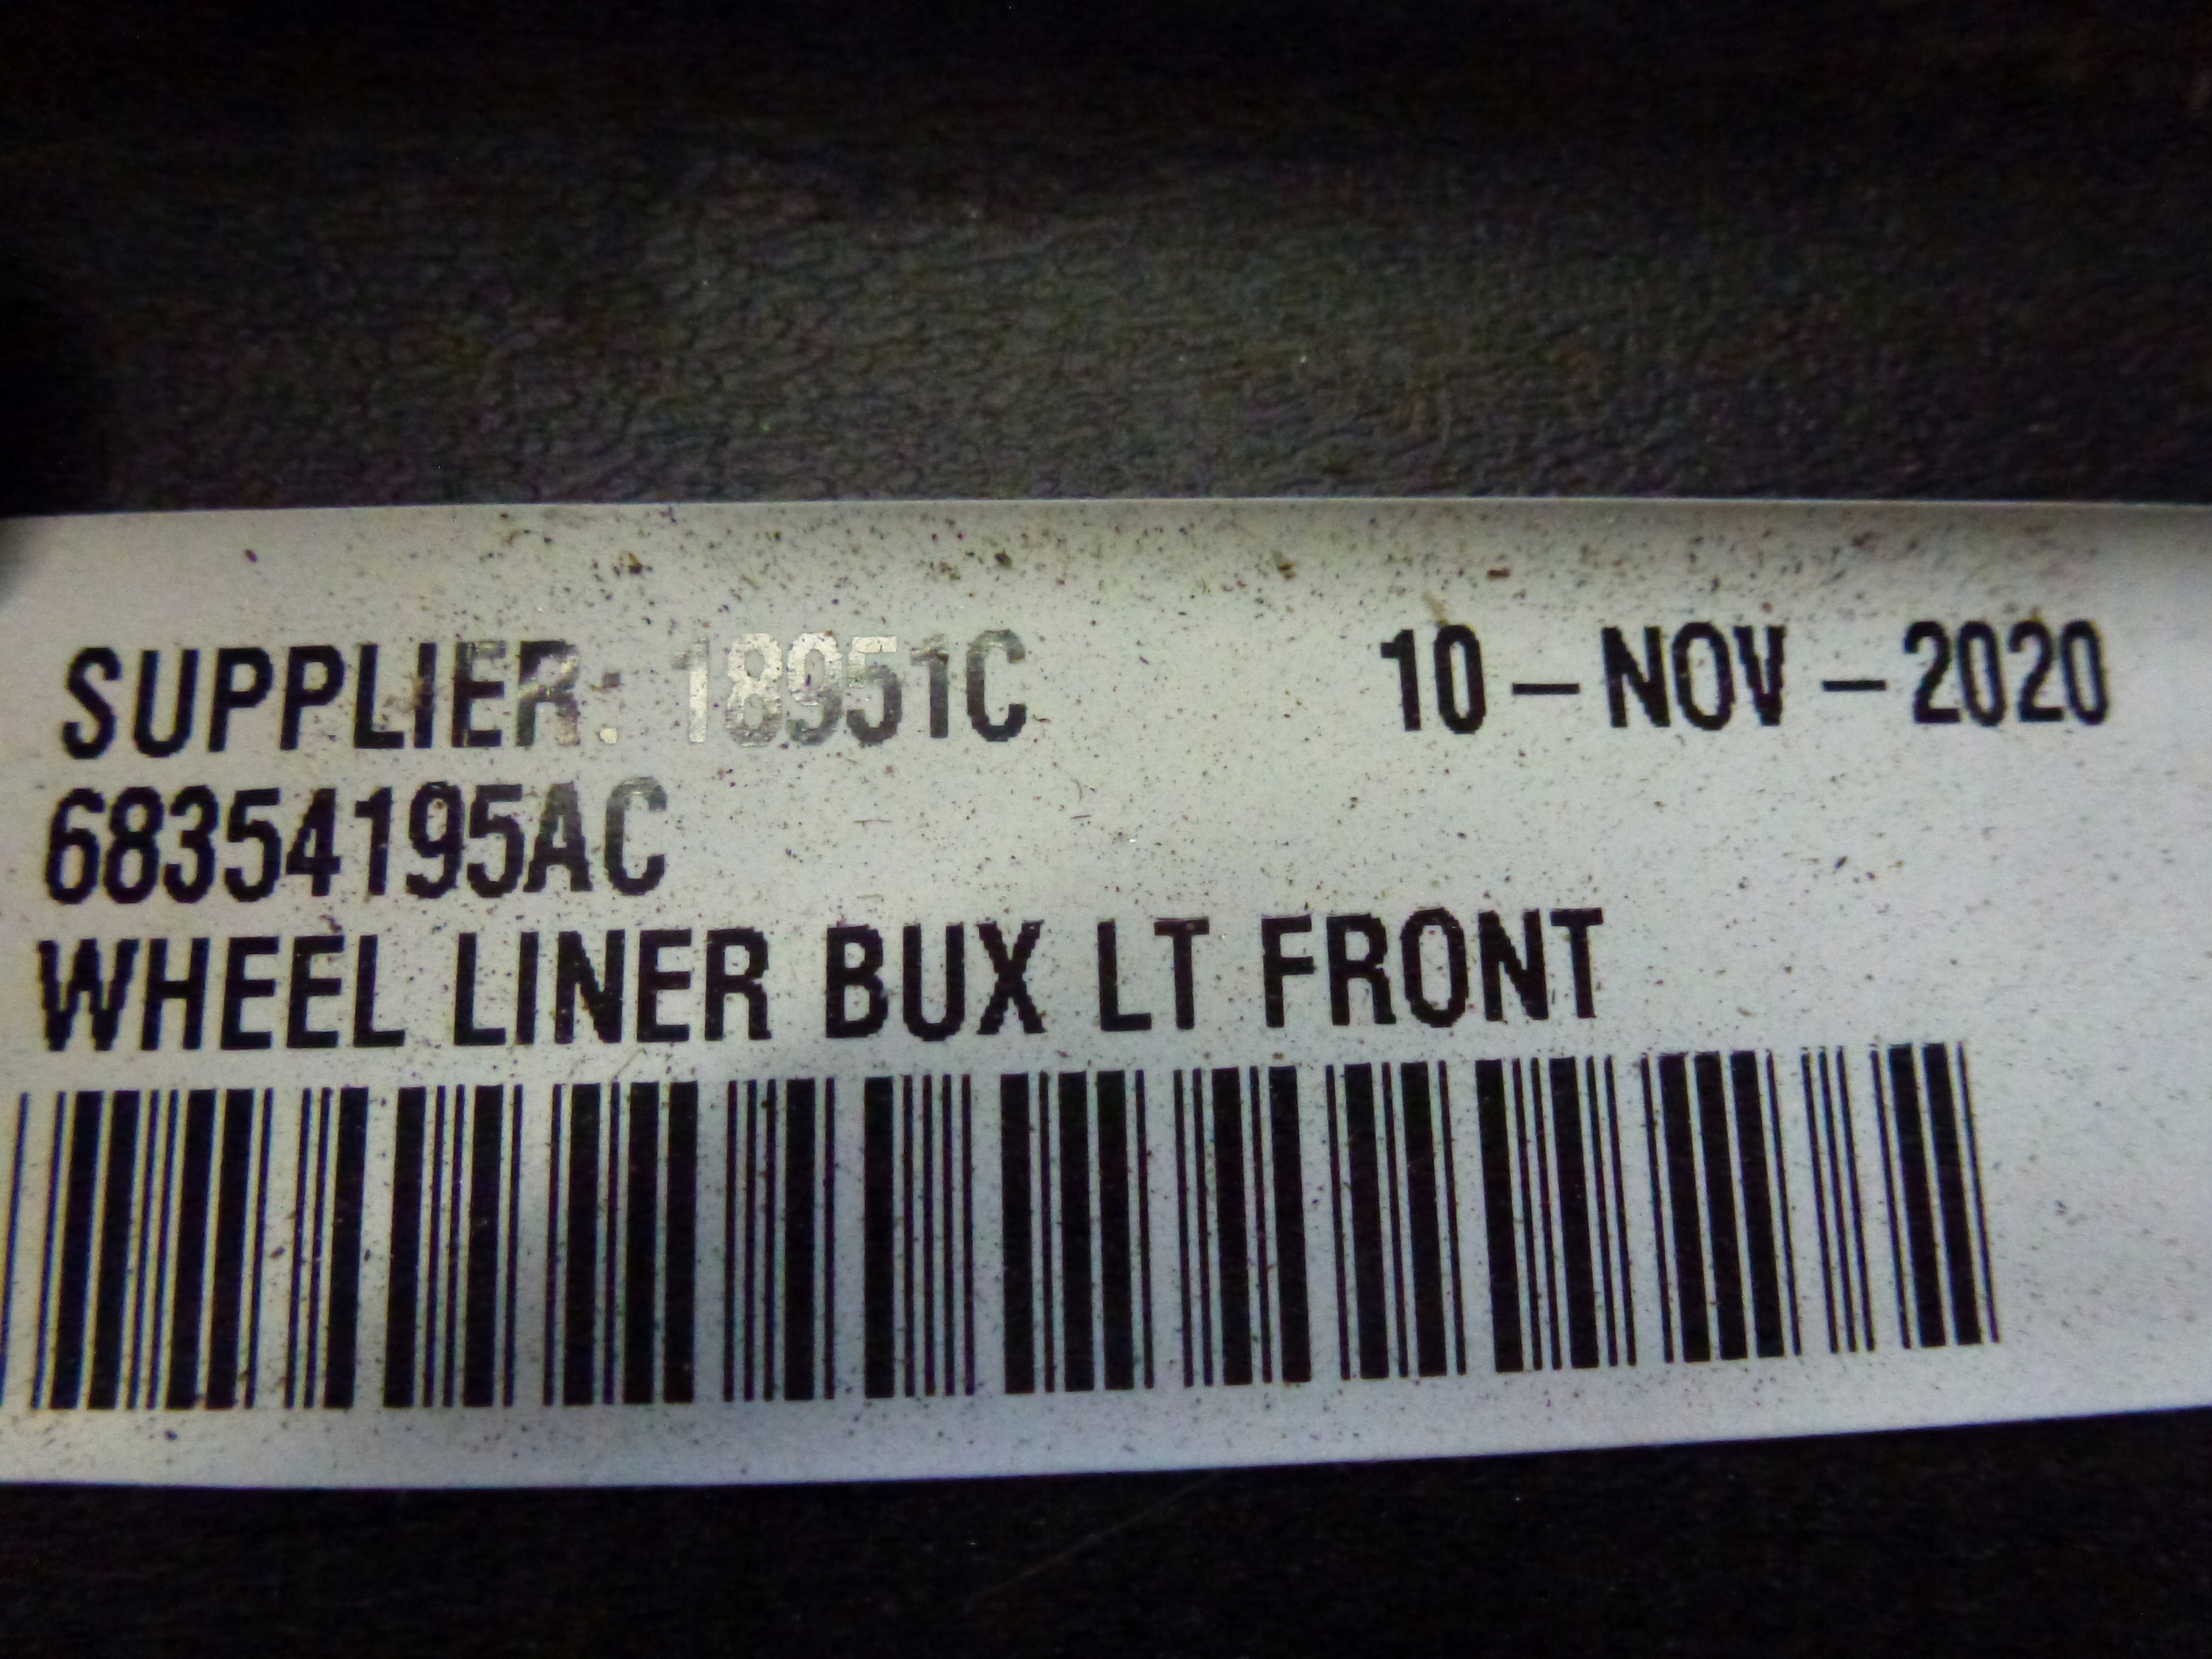 SUPPLIER: 18951C 10-NOV-2020
68354195AC
WHEEL LINER BUX LT FRONT